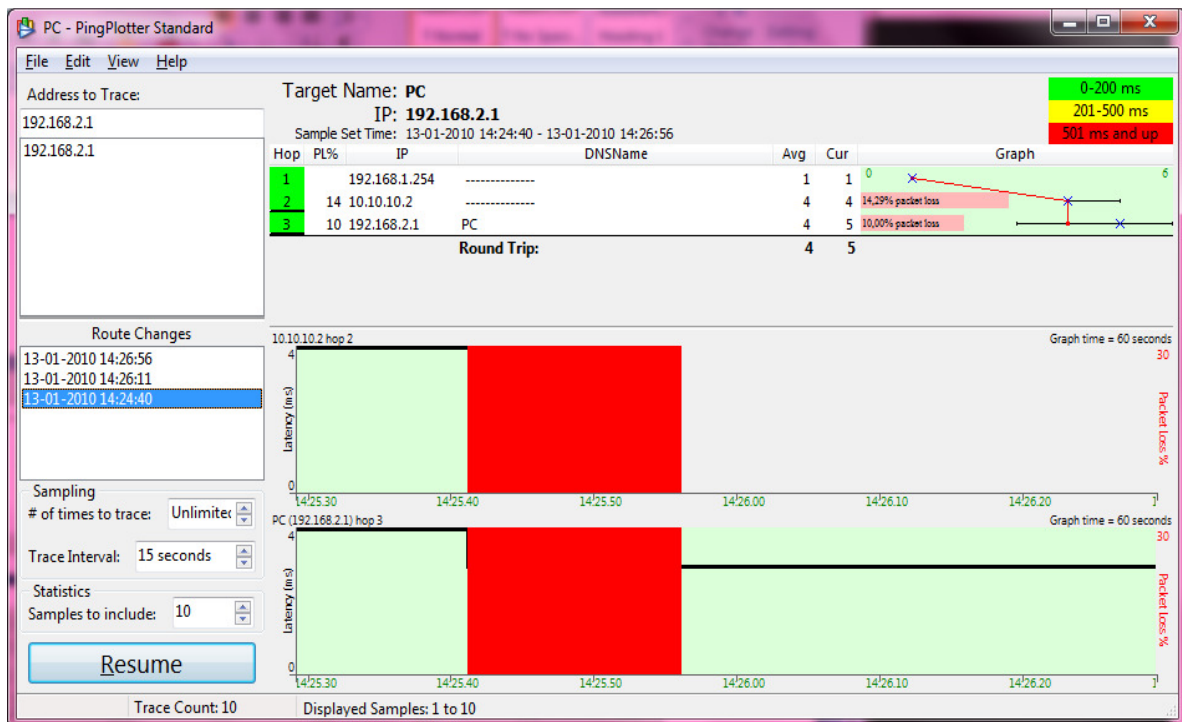 PC - PingPlotter Standard
File Edit View Help
Address to Trace:
192.168.2.1
192.168.2.1
Target Name: PC
IP: 192.168.2.1
Sample Set Time: 13-01-2010 14:24:40 - 13-01-2010 14:26:56
0-200 ms
201-500 ms
501 ms and up
Hop PL% IP DNSName Avg Cur Graph
1 192.168.1.254 -------------- 1 1 0 6
2 14 10.10.10.2 -------------- 4 4 14,29% packet loss
3 10 192.168.2.1 PC 4 5 10,00% packet loss
Round Trip: 4 5
Route Changes
13-01-2010 14:26:56
13-01-2010 14:26:11
13-01-2010 14:24:40
Sampling
# of times to trace: Unlimited
Trace Interval: 15 seconds
Statistics
Samples to include: 10
Resume
10.10.10.2 hop 2 Graph time = 60 seconds
4 30
Latency (ms)
Packet Loss %
0
14:25.30 14:25.40 14:25.50 14:26.00 14:26.10 14:26.20 1
PC (192.168.2.1) hop 3 Graph time = 60 seconds
4 30
Latency (ms)
Packet Loss %
0
14:25.30 14:25.40 14:25.50 14:26.00 14:26.10 14:26.20 1
Trace Count: 10 Displayed Samples: 1 to 10